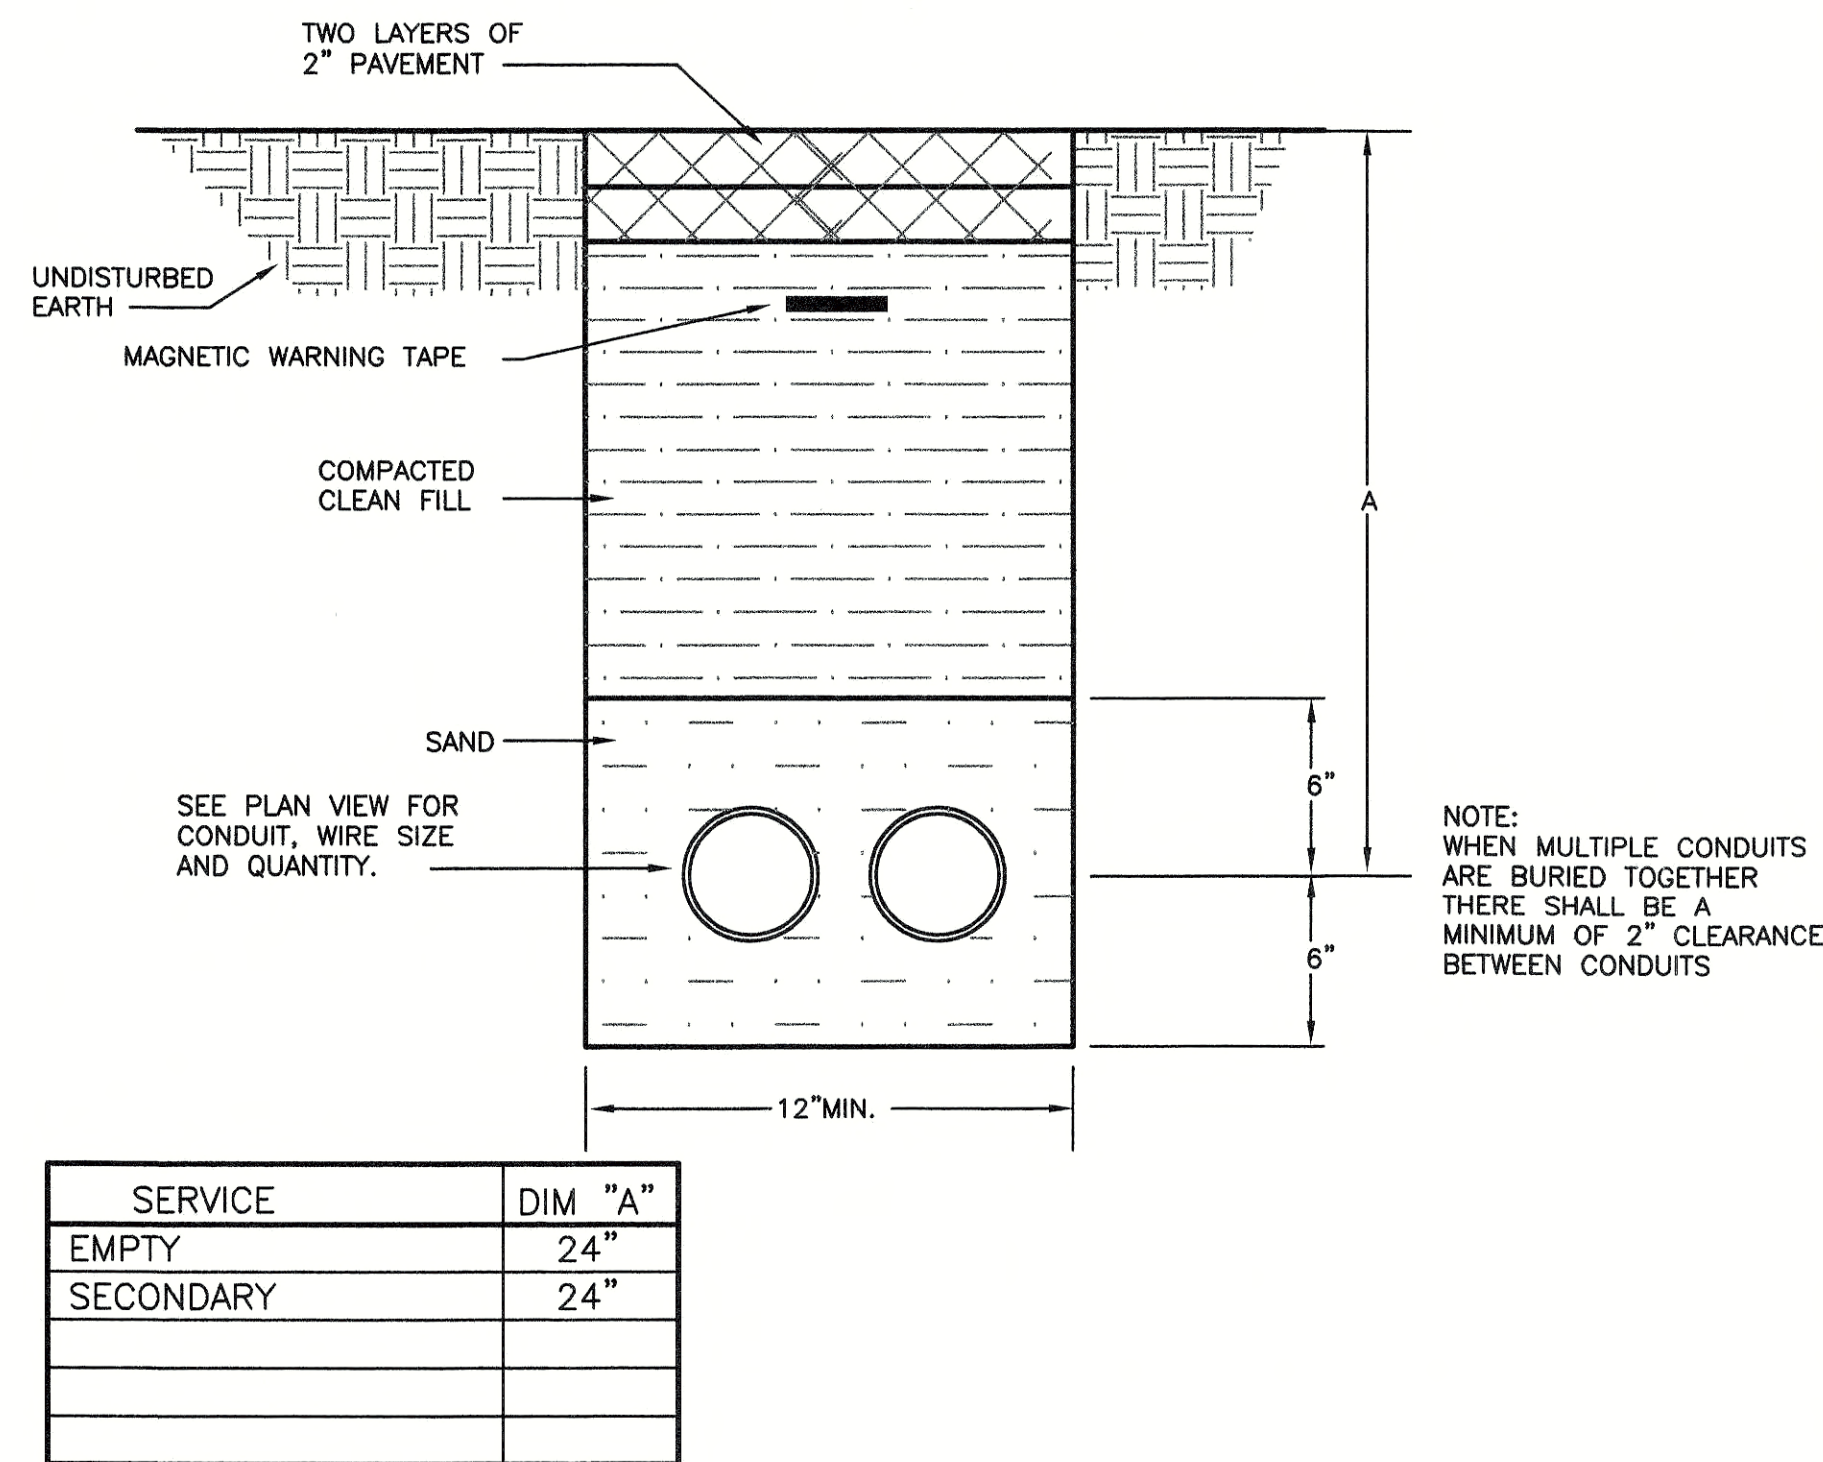 TWO LAYERS OF
2" PAVEMENT
UNDISTURBED
EARTH
MAGNETIC WARNING TAPE
COMPACTED
CLEAN FILL
A
SAND
6"
SEE PLAN VIEW FOR
CONDUIT, WIRE SIZE
AND QUANTITY.
NOTE:
WHEN MULTIPLE CONDUITS
ARE BURIED TOGETHER
THERE SHALL BE A
MINIMUM OF 2" CLEARANCE
BETWEEN CONDUITS
6"
12"MIN.
SERVICE DIM "A"
EMPTY 24"
SECONDARY 24"